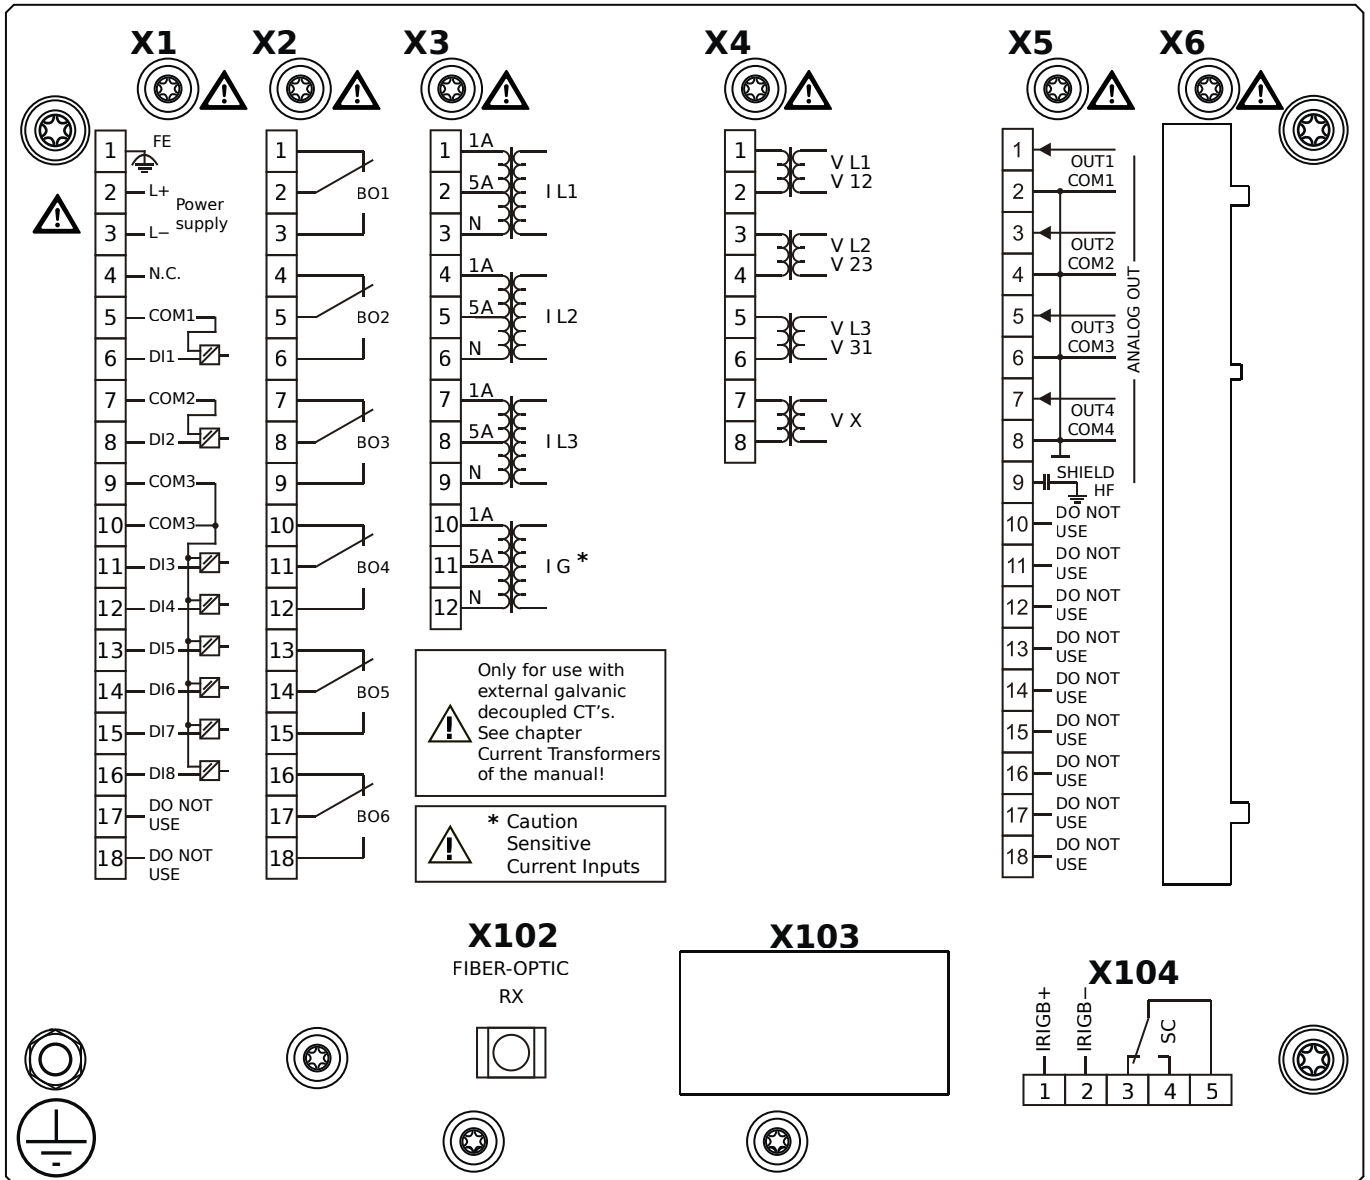 X1
X2
X3
X4
X5
X6
1 FE
2 L+
Power
supply
3 L−
4 N.C.
5 COM1
6 DI1
7 COM2
8 DI2
9 COM3
10 COM3
11 DI3
12 DI4
13 DI5
14 DI6
15 DI7
16 DI8
17 DO NOT
USE
18 DO NOT
USE
1
2 BO1
3
4
5 BO2
6
7
8 BO3
9
10
11 BO4
12
13
14 BO5
15
16
17 BO6
18
1 1A
2 5A I L1
3 N
4 1A
5 5A I L2
6 N
7 1A
8 5A I L3
9 N
10 1A
11 5A I G *
12 N
Only for use with
external galvanic
decoupled CT's.
See chapter
Current Transformers
of the manual!
* Caution
Sensitive
Current Inputs
1 V L1
2 V 12
3 V L2
4 V 23
5 V L3
6 V 31
7 V X
8
1 OUT1
2 COM1
3 OUT2
4 COM2
5 OUT3
6 COM3
7 OUT4
8 COM4
ANALOG OUT
9 SHIELD
HF
10 DO NOT
USE
11 DO NOT
USE
12 DO NOT
USE
13 DO NOT
USE
14 DO NOT
USE
15 DO NOT
USE
16 DO NOT
USE
17 DO NOT
USE
18 DO NOT
USE
X102
FIBER-OPTIC
RX
X103
X104
IRIGB+
IRIGB−
SC
1 2 3 4 5